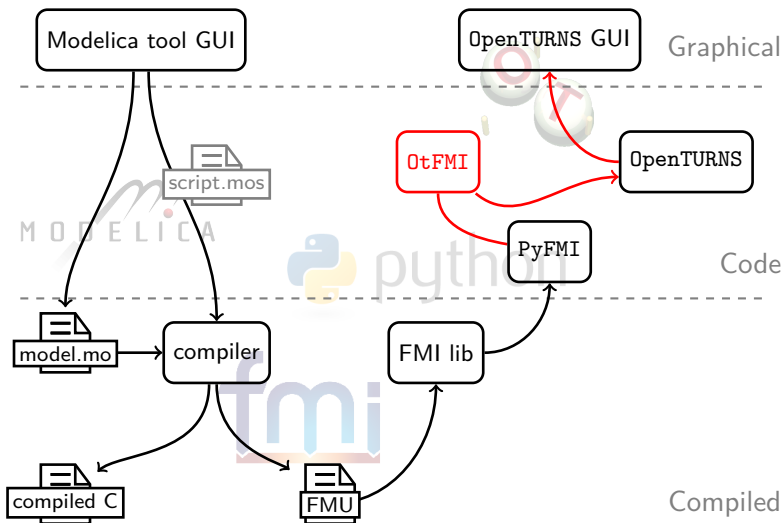 Modelica tool GUI
OpenTURNS GUI
Graphical
OT
script.mos
OtFMI
OpenTURNS
MODELICA
PyFMI
python
Code
model.mo
compiler
FMI lib
fmi
compiled C
FMU
Compiled